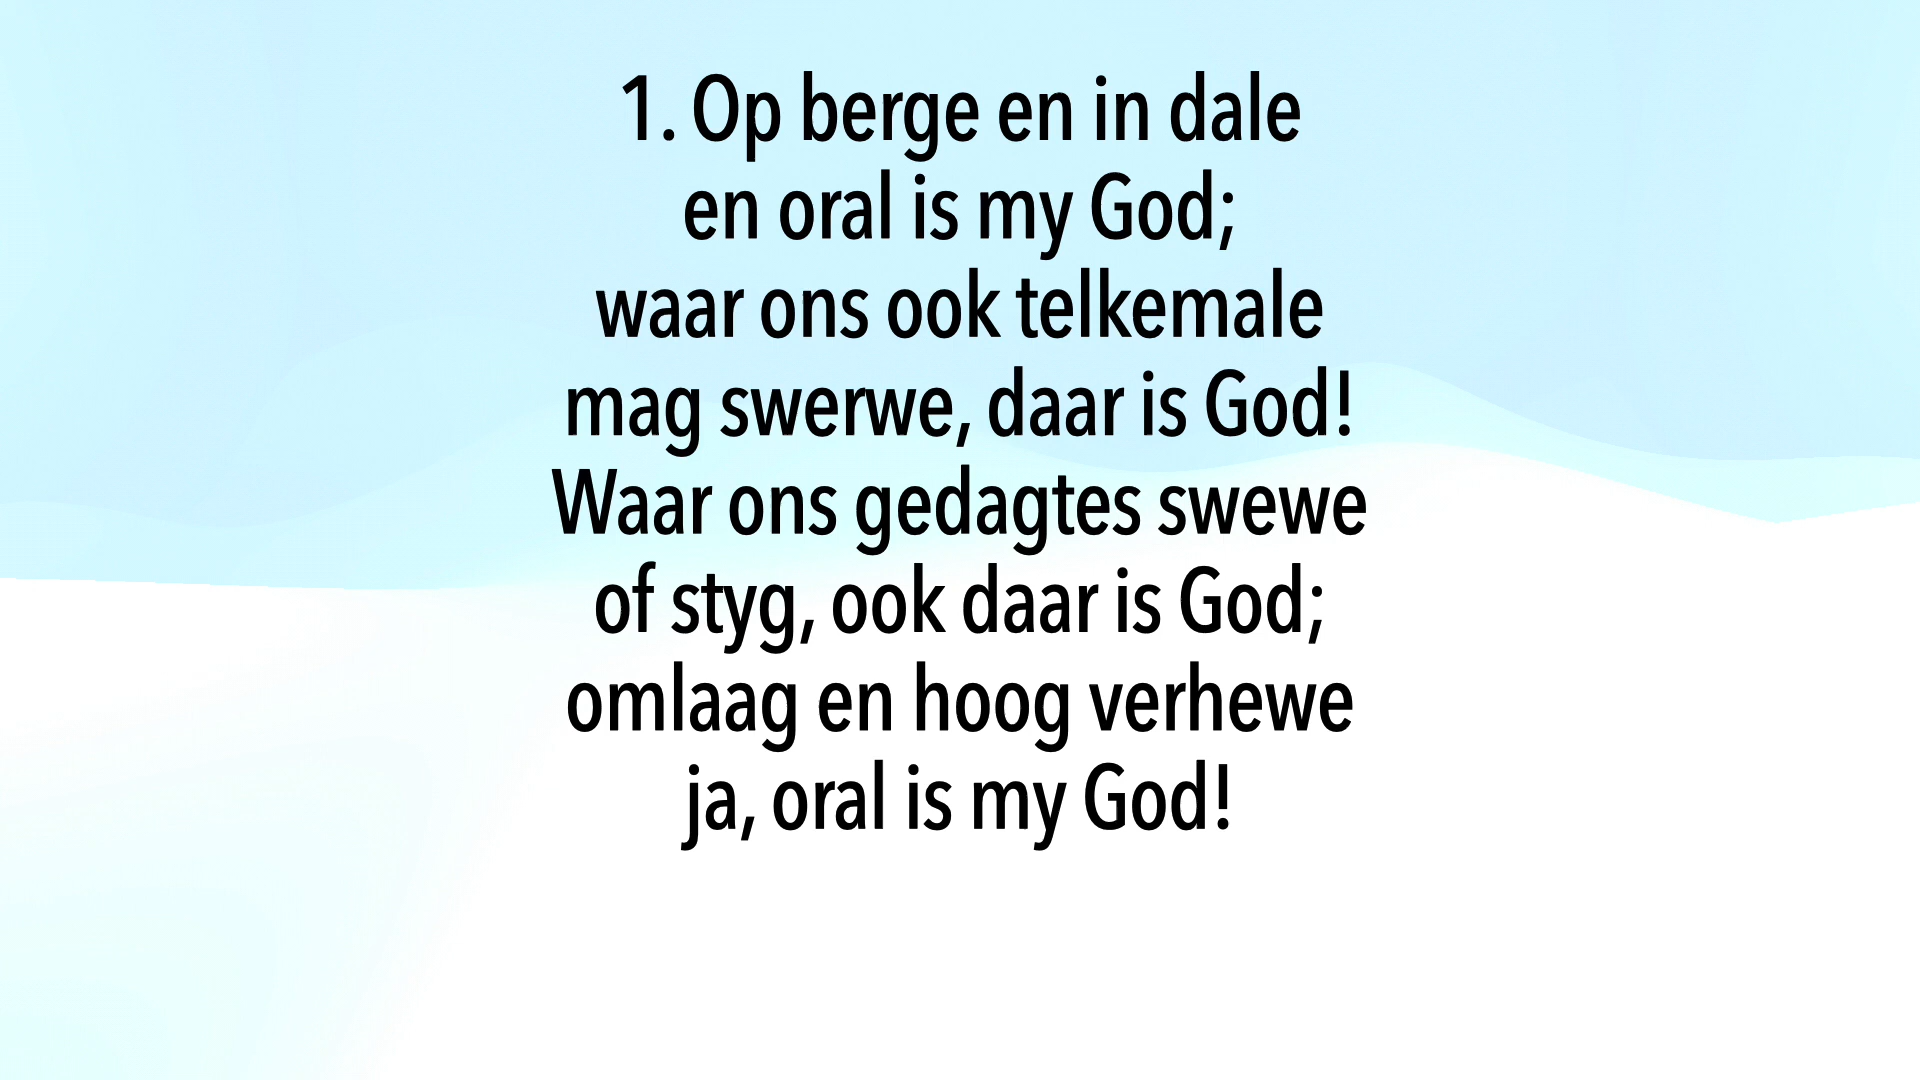 1. Op berge en in dale
en oral is my God;
waar ons ook telkemale
mag swerwe, daar is God!
Waar ons gedagtes swewe
of styg, ook daar is God;
omlaag en hoog verhewe
ja, oral is my God!